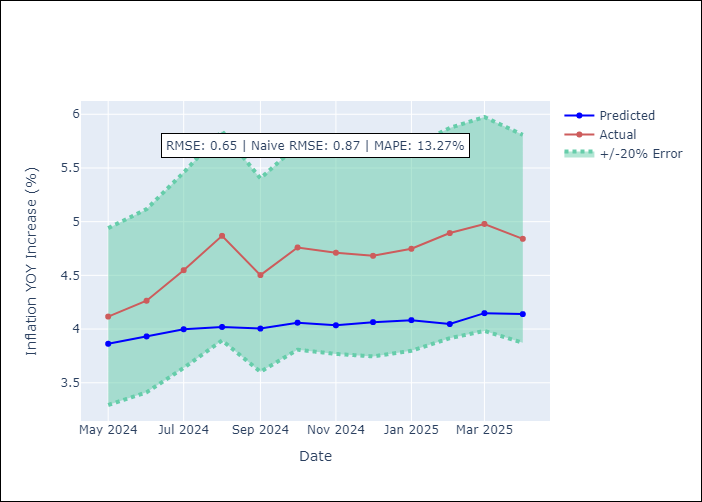 6
5.5
5
4.5
4
3.5
Inflation YOY Increase (%)
RMSE: 0.65 | Naive RMSE: 0.87 | MAPE: 13.27%
Predicted
Actual
+/-20% Error
May 2024
Jul 2024
Sep 2024
Nov 2024
Jan 2025
Mar 2025
Date